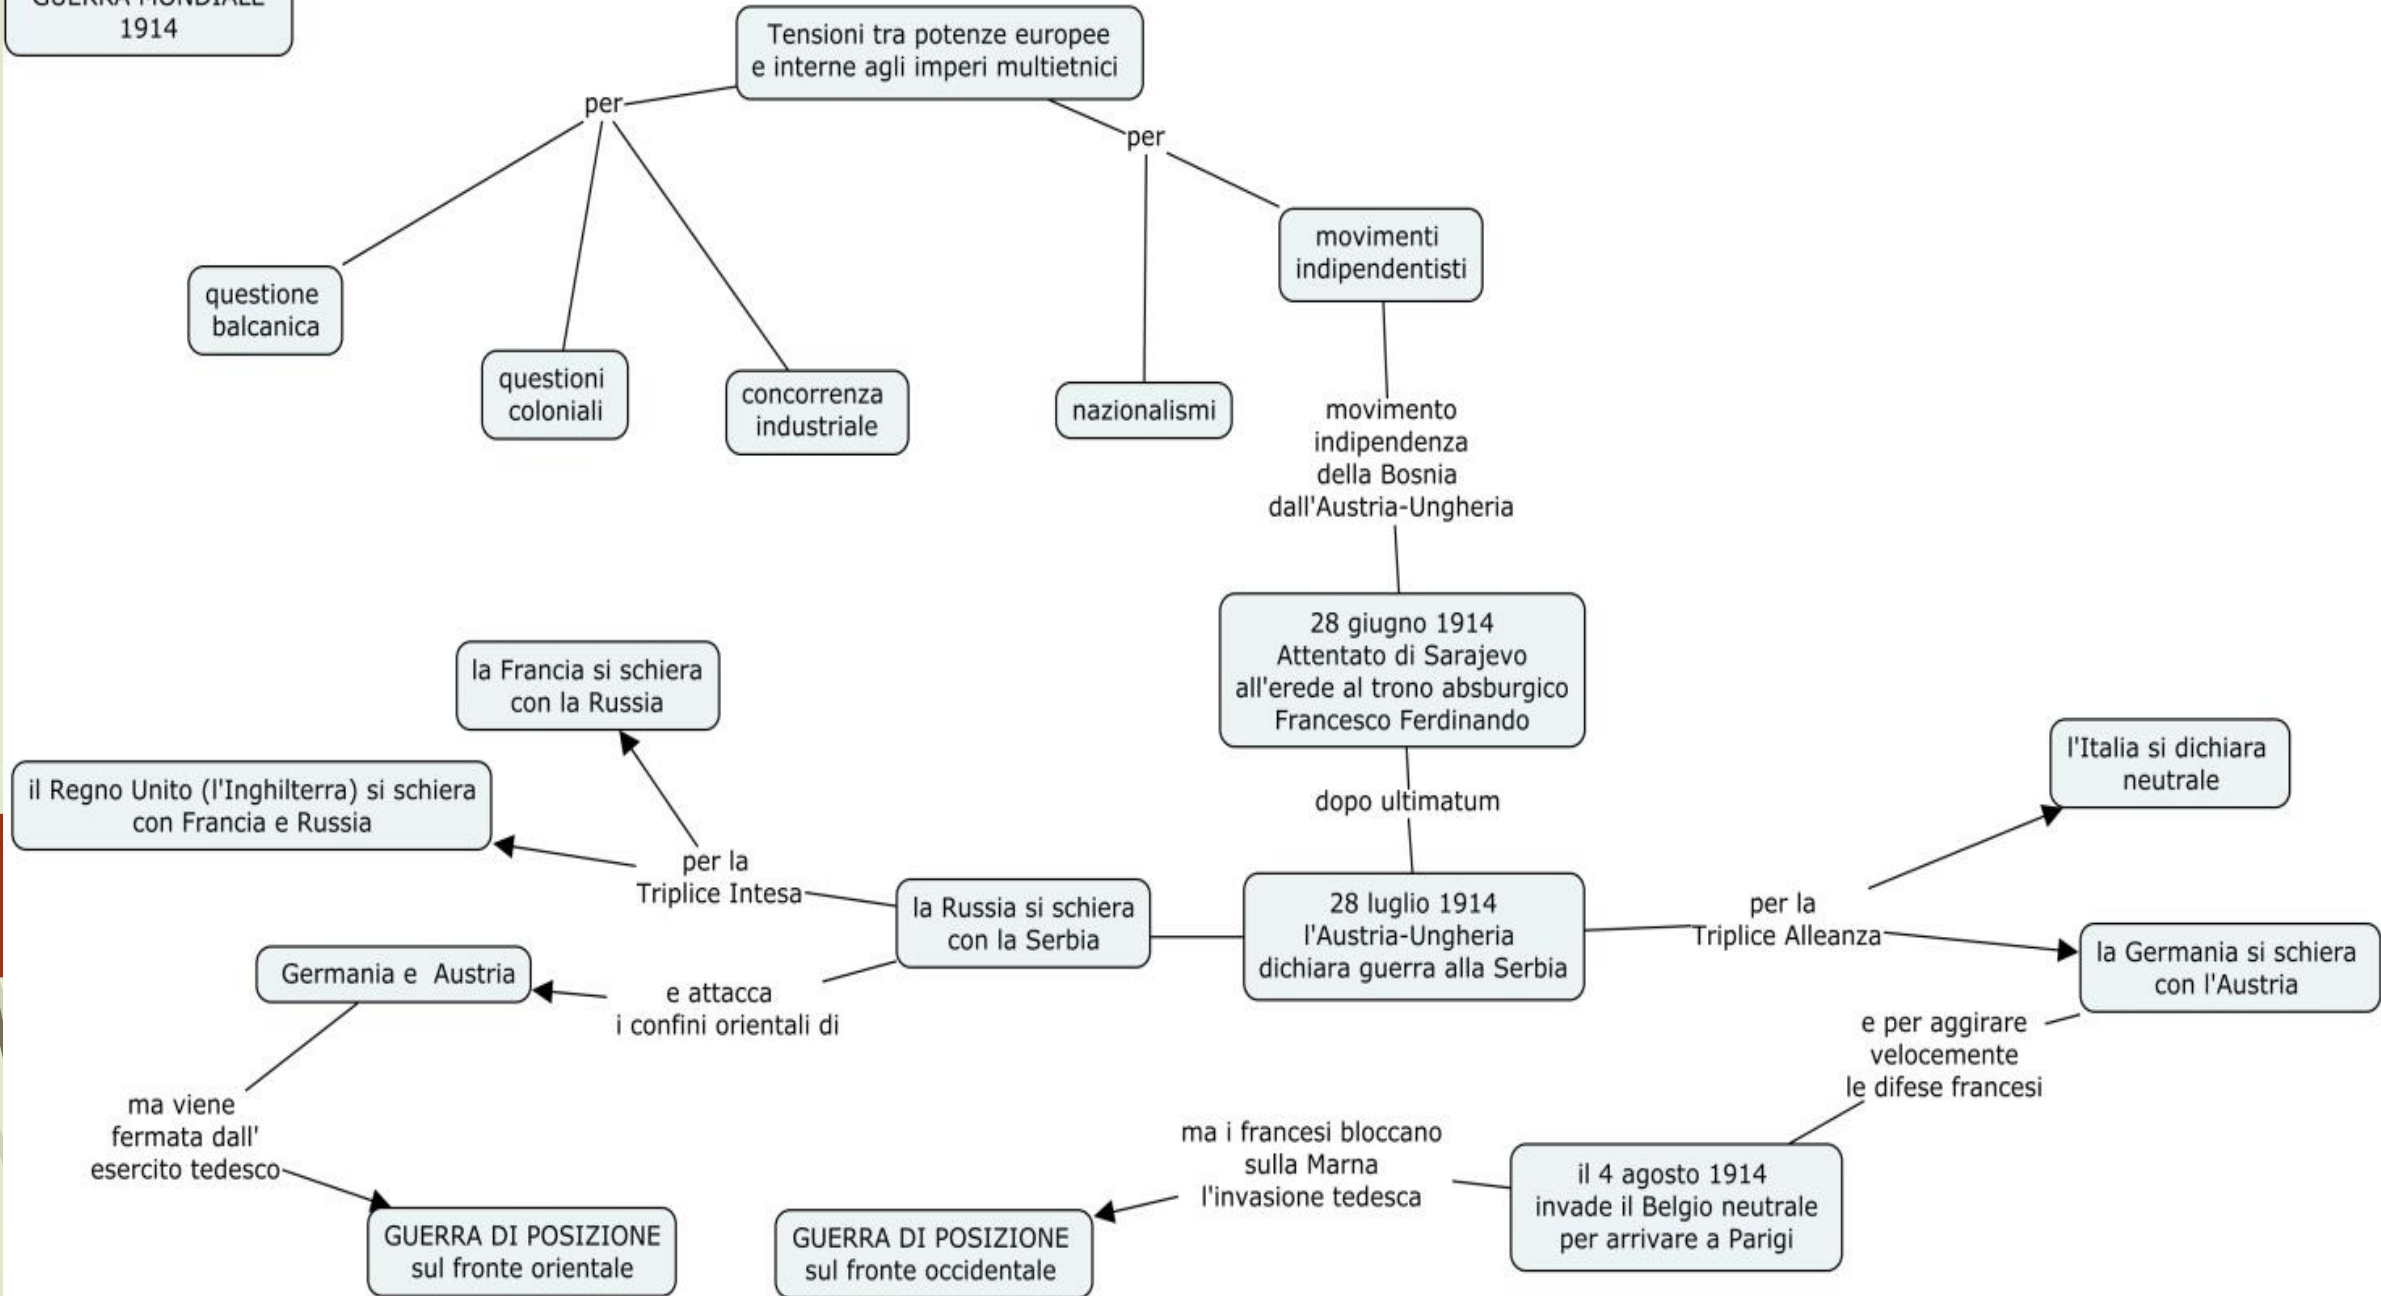 GUERRA MONDIALE
1914
Tensioni tra potenze europee
e interne agli imperi multietnici
per
per
movimenti
indipendentisti
questione
balcanica
questioni
coloniali
concorrenza
industriale
nazionalismi
movimento
indipendenza
della Bosnia
dall'Austria-Ungheria
28 giugno 1914
Attentato di Sarajevo
all'erede al trono absburgico
Francesco Ferdinando
la Francia si schiera
con la Russia
il Regno Unito (l'Inghilterra) si schiera
con Francia e Russia
dopo ultimatum
l'Italia si dichiara
neutrale
per la
Triplice Intesa
la Russia si schiera
con la Serbia
28 luglio 1914
l'Austria-Ungheria
dichiara guerra alla Serbia
per la
Triplice Alleanza
la Germania si schiera
con l'Austria
Germania e  Austria
e attacca
i confini orientali di
e per aggirare
velocemente
le difese francesi
ma viene
fermata dall'
esercito tedesco
ma i francesi bloccano
sulla Marna
l'invasione tedesca
il 4 agosto 1914
invade il Belgio neutrale
per arrivare a Parigi
GUERRA DI POSIZIONE
sul fronte orientale
GUERRA DI POSIZIONE
sul fronte occidentale